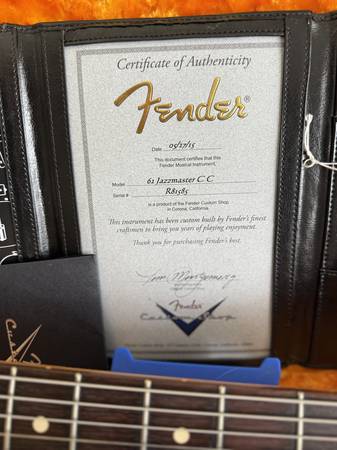 Certificate of Authenticity
Fender®
Date 05/27/15
This document certifies that this
Fender Musical Instrument,
Model 61 Jazzmaster C C
Serial # R81585
is a product of the Fender Custom Shop
in Corona, California.
This instrument has been custom built by Fender's finest
craftsmen to bring you years of playing enjoyment.
Thank you for purchasing Fender's best.
Fender
Custom Shop